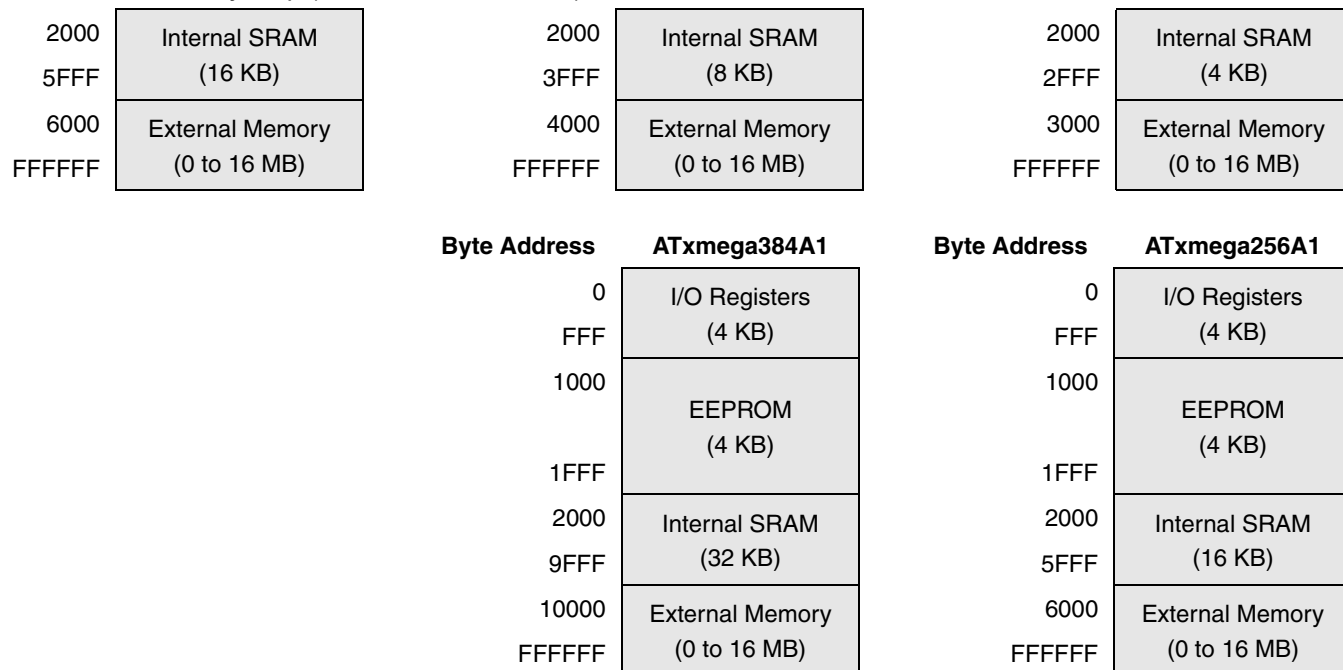 2000 Internal SRAM 2000 Internal SRAM 2000 Internal SRAM
5FFF (16 KB) 3FFF (8 KB) 2FFF (4 KB)
6000 External Memory 4000 External Memory 3000 External Memory
FFFFFF (0 to 16 MB) FFFFFF (0 to 16 MB) FFFFFF (0 to 16 MB)
Byte Address ATxmega384A1 Byte Address ATxmega256A1
0 I/O Registers 0 I/O Registers
FFF (4 KB) FFF (4 KB)
1000 1000
EEPROM EEPROM
(4 KB) (4 KB)
1FFF 1FFF
2000 Internal SRAM 2000 Internal SRAM
9FFF (32 KB) 5FFF (16 KB)
10000 External Memory 6000 External Memory
FFFFFF (0 to 16 MB) FFFFFF (0 to 16 MB)